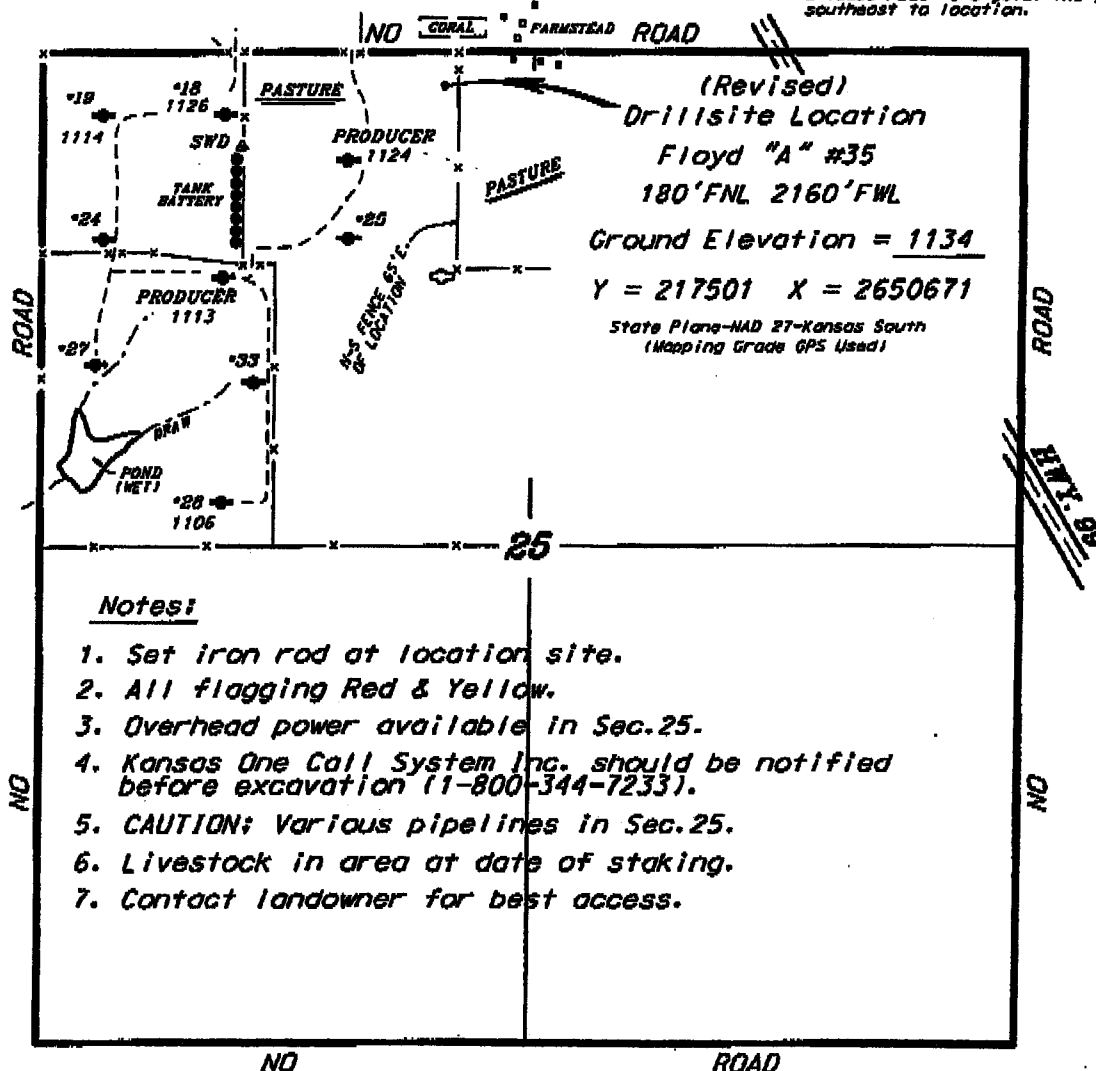 southeast to location.
NO CORAL FARMSTEAD ROAD
(Revised)
Drillsite Location
Floyd "A" #35
180'FNL 2160'FWL
Ground Elevation = 1134
Y = 217501 X = 2650671
State Plane-NAD 27-Kansas South
(Mapping Grade GPS Used)
*19
1114
*18
1126
PASTURE
SWD
PRODUCER
1124
PASTURE
TANK
BATTERY
*24
*25
N-S FENCE 65'E.
OF LOCATION
PRODUCER
1113
ROAD
ROAD
*27
*33
DRAW
POND
(WET)
*28
1106
HWY.
25
Notes:
1. Set iron rod at location site.
2. All flagging Red & Yellow.
3. Overhead power available in Sec.25.
4. Kansas One Call System Inc. should be notified
before excavation (1-800-344-7233).
5. CAUTION: Various pipelines in Sec.25.
6. Livestock in area at date of staking.
7. Contact landowner for best access.
NO
NO
NO ROAD